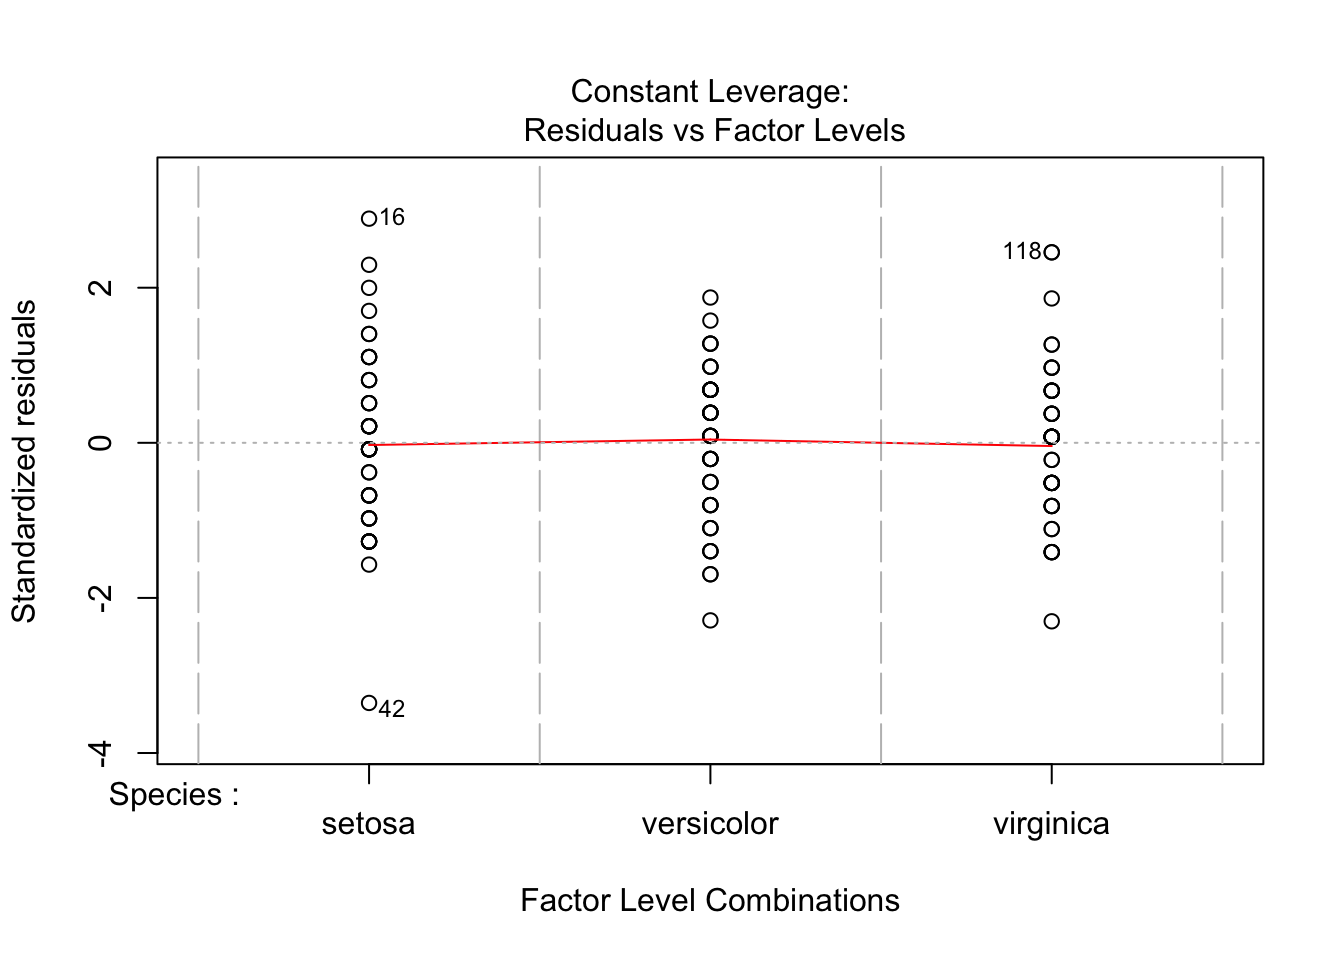 Constant Leverage:
Residuals vs Factor Levels
Standardized residuals
2
0
-2
-4
16
118
42
Species :
setosa
versicolor
virginica
Factor Level Combinations